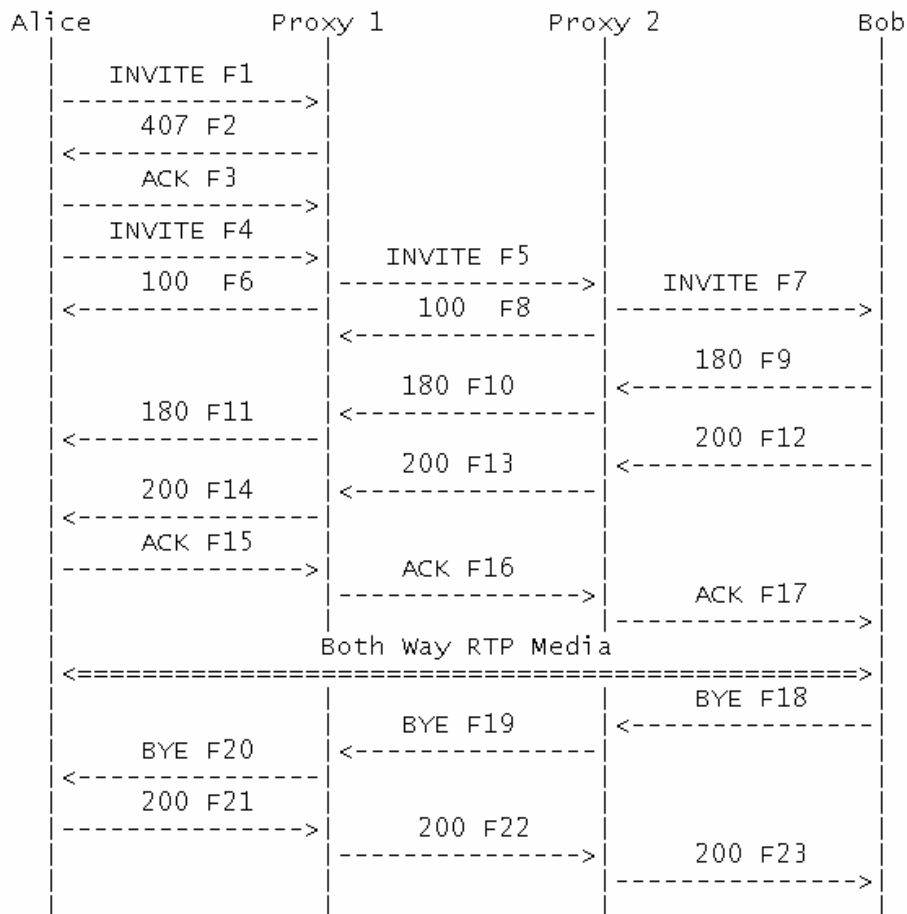 Alice Proxy 1 Proxy 2 Bob
INVITE F1
407 F2
ACK F3
INVITE F4
INVITE F5
100 F6
INVITE F7
100 F8
180 F9
180 F10
180 F11
200 F12
200 F13
200 F14
ACK F15
ACK F16
ACK F17
Both Way RTP Media
BYE F18
BYE F19
BYE F20
200 F21
200 F22
200 F23